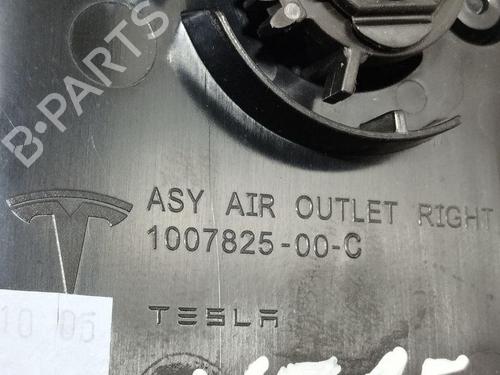 B-PARTS
ASY AIR OUTLET RIGHT
1007825-00-C
TESLA
10 05